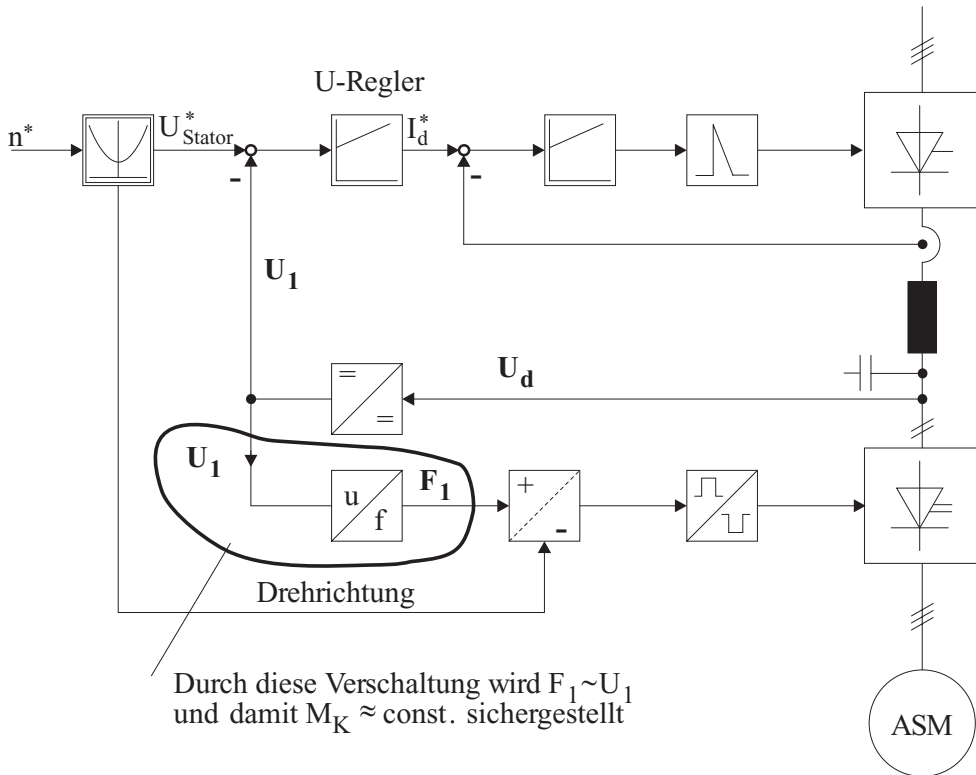 U-Regler
n*
U*Stator
I*d
-
-
U1
Ud
=
=
U1
F1
u
f
+
-
Drehrichtung
Durch diese Verschaltung wird F1~U1
und damit MK ≈ const. sichergestellt
ASM